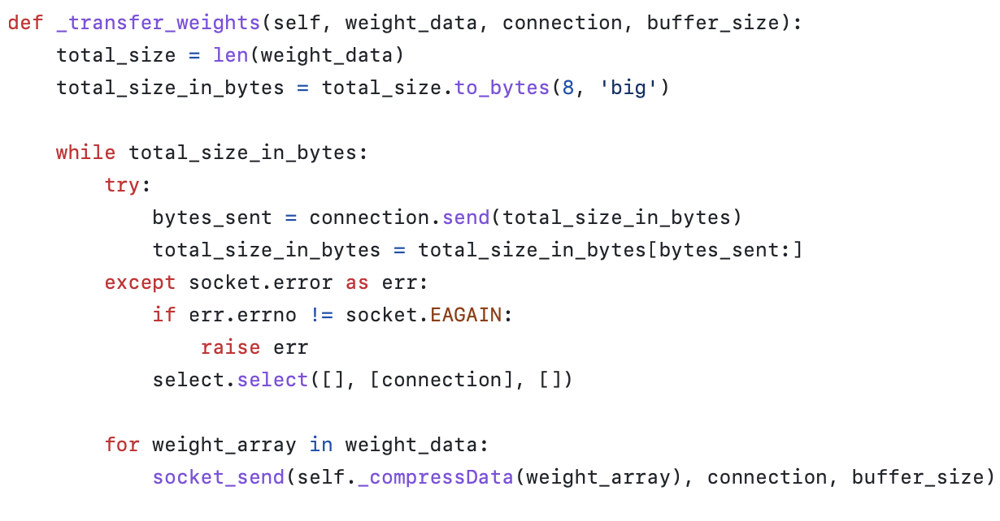 def _transfer_weights(self, weight_data, connection, buffer_size):
    total_size = len(weight_data)
    total_size_in_bytes = total_size.to_bytes(8, 'big')

    while total_size_in_bytes:
        try:
            bytes_sent = connection.send(total_size_in_bytes)
            total_size_in_bytes = total_size_in_bytes[bytes_sent:]
        except socket.error as err:
            if err.errno != socket.EAGAIN:
                raise err
            select.select([], [connection], [])

        for weight_array in weight_data:
            socket_send(self._compressData(weight_array), connection, buffer_size)